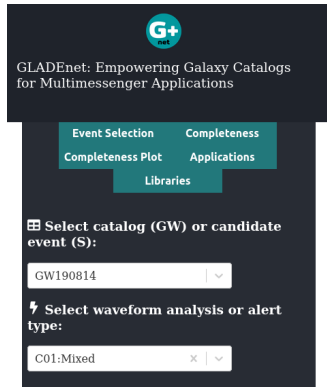 G+
net
GLADEnet: Empowering Galaxy Catalogs
for Multimessenger Applications
Event Selection
Completeness
Completeness Plot
Applications
Libraries
Select catalog (GW) or candidate
event (S):
GW190814
Select waveform analysis or alert
type:
C01:Mixed